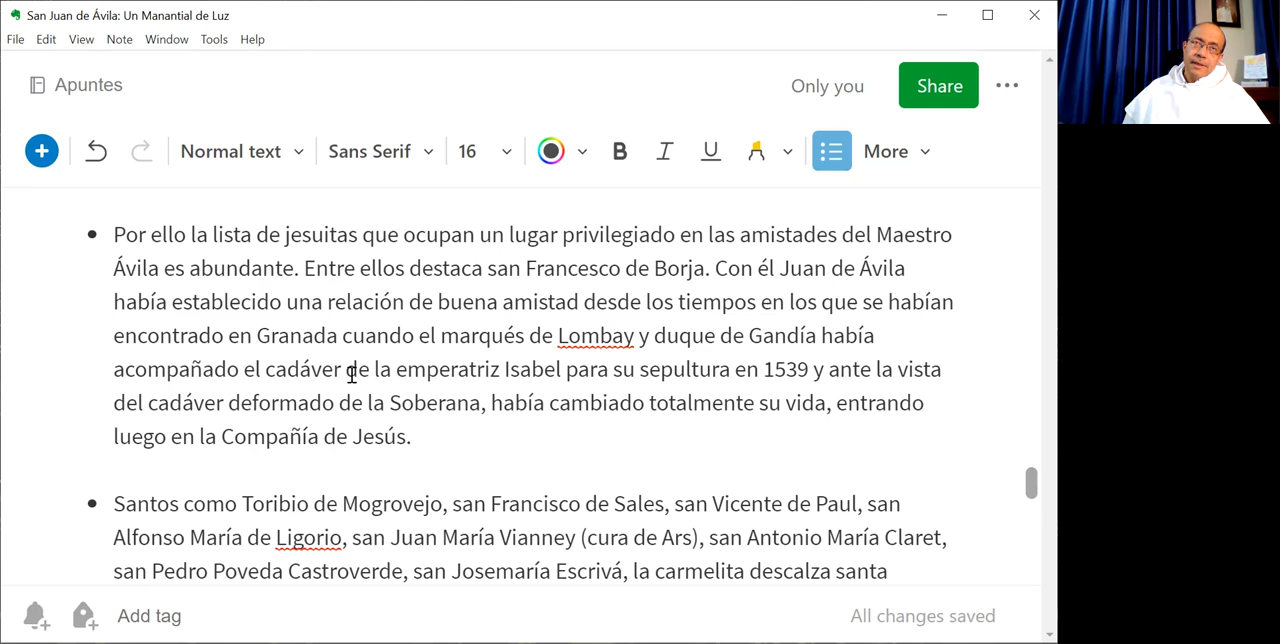 San Juan de Ávila: Un Manantial de Luz
File Edit View Note Window Tools Help
Apuntes
Only you
Share
Normal text
Sans Serif
16
B I U
More
Por ello la lista de jesuitas que ocupan un lugar privilegiado en las amistades del Maestro
Ávila es abundante. Entre ellos destaca san Francesco de Borja. Con él Juan de Ávila
había establecido una relación de buena amistad desde los tiempos en los que se habían
encontrado en Granada cuando el marqués de Lombay y duque de Gandía había
acompañado el cadáver de la emperatriz Isabel para su sepultura en 1539 y ante la vista
del cadáver deformado de la Soberana, había cambiado totalmente su vida, entrando
luego en la Compañía de Jesús.
Santos como Toribio de Mogrovejo, san Francisco de Sales, san Vicente de Paul, san
Alfonso María de Ligorio, san Juan María Vianney (cura de Ars), san Antonio María Claret,
san Pedro Poveda Castroverde, san Josemaría Escrivá, la carmelita descalza santa
Add tag
All changes saved